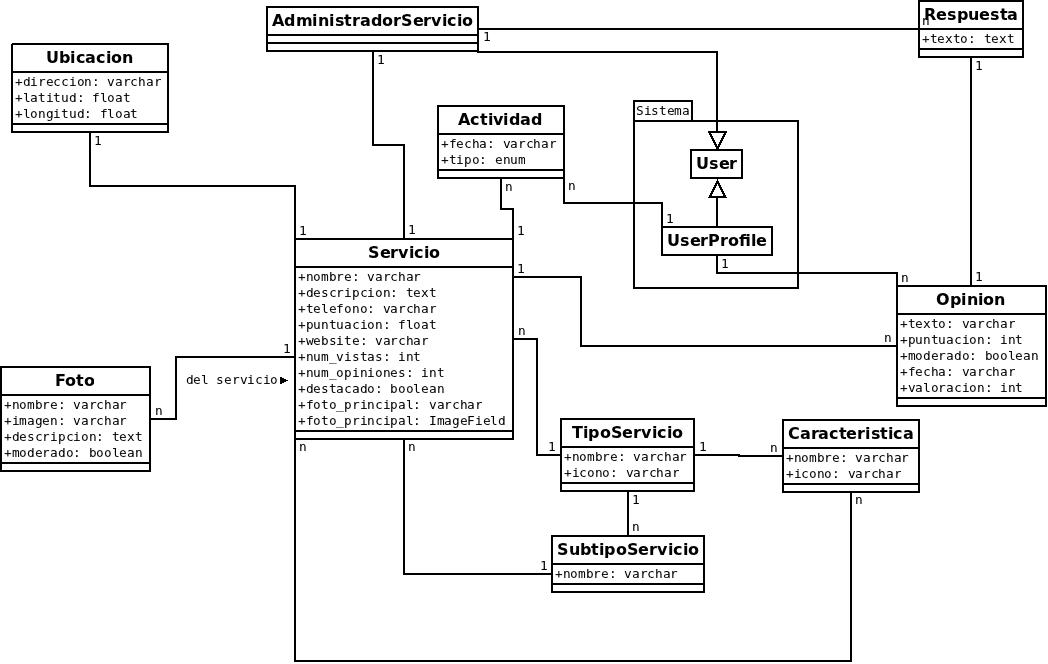 AdministradorServicio
1
1
n
Respuesta
+texto: text
1
Ubicacion
+direccion: varchar
+latitud: float
+longitud: float
1
Actividad
+fecha: varchar
+tipo: enum
n
n
Sistema
User
1
UserProfile
1
1
1
1
Servicio
+nombre: varchar
+descripcion: text
+telefono: varchar
+puntuacion: float
+website: varchar
+num_vistas: int
+num_opiniones: int
+destacado: boolean
+foto_principal: varchar
+foto_principal: ImageField
1
n
1
n
n
n
1
Opinion
+texto: varchar
+puntuacion: int
+moderado: boolean
+fecha: varchar
+valoracion: int
n
del servicio
Foto
+nombre: varchar
+imagen: varchar
+descripcion: text
+moderado: boolean
n
1
TipoServicio
+nombre: varchar
+icono: varchar
1
1
n
Caracteristica
+nombre: varchar
+icono: varchar
n
n
1
SubtipoServicio
+nombre: varchar